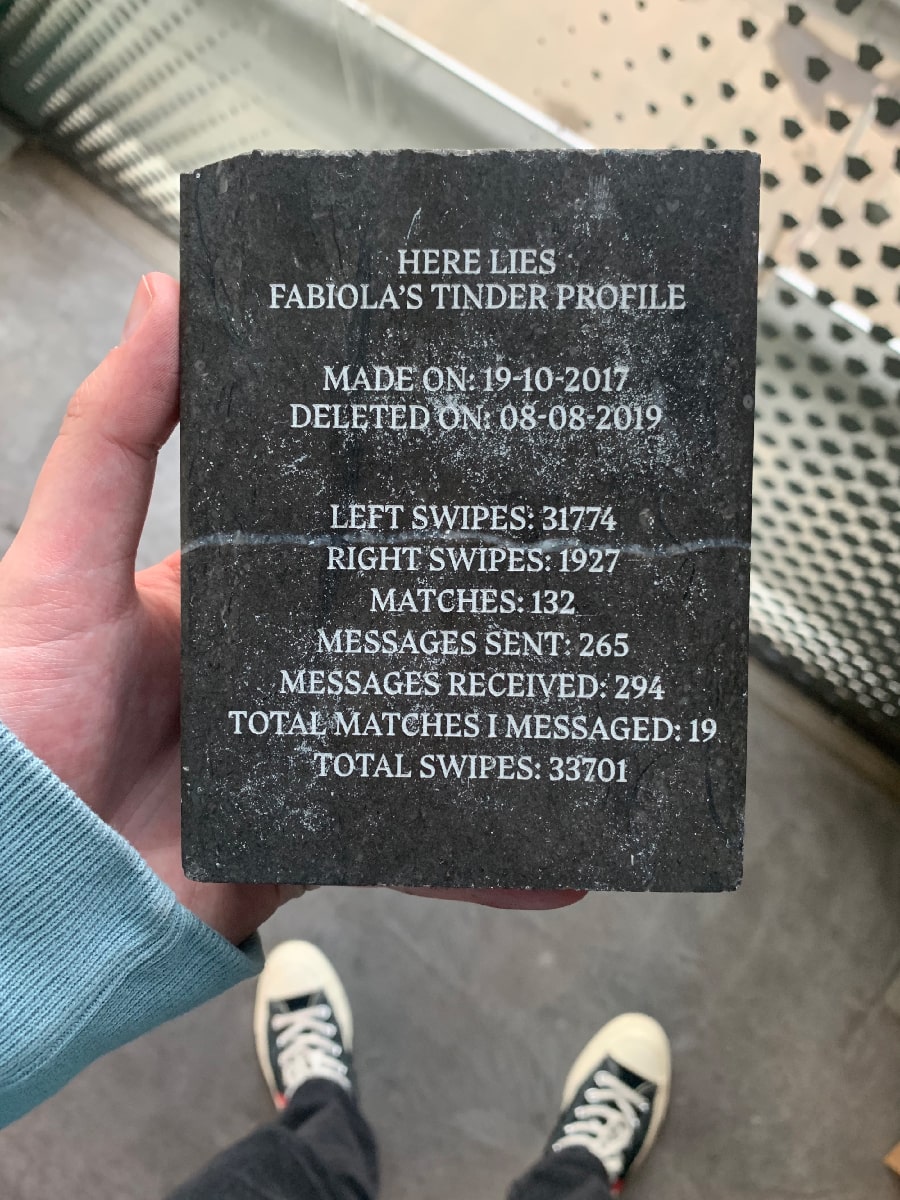 HERE LIES
FABIOLA'S TINDER PROFILE
MADE ON: 19-10-2017
DELETED ON: 08-08-2019
LEFT SWIPES: 31774
RIGHT SWIPES: 1927
MATCHES: 132
MESSAGES SENT: 265
MESSAGES RECEIVED: 294
TOTAL MATCHES I MESSAGED: 19
TOTAL SWIPES: 33701